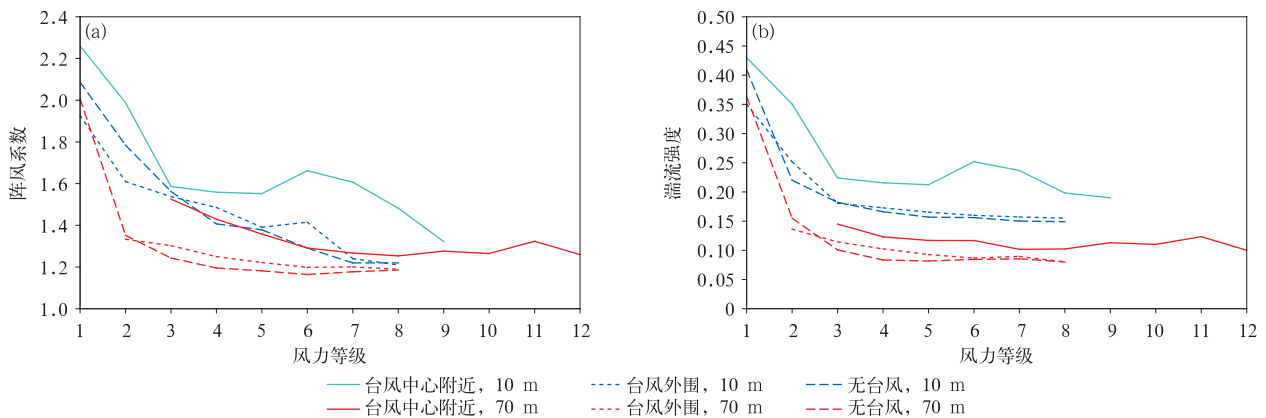 (a)
阵风系数
2.4
2.2
2.0
1.8
1.6
1.4
1.2
1.0
1 2 3 4 5 6 7 8 9 10 11 12
风力等级
(b)
湍流强度
0.50
0.45
0.40
0.35
0.30
0.25
0.20
0.15
0.10
0.05
0
1 2 3 4 5 6 7 8 9 10 11 12
风力等级
台风中心附近，10 m 台风外围，10 m 无台风，10 m
台风中心附近，70 m 台风外围，70 m 无台风，70 m